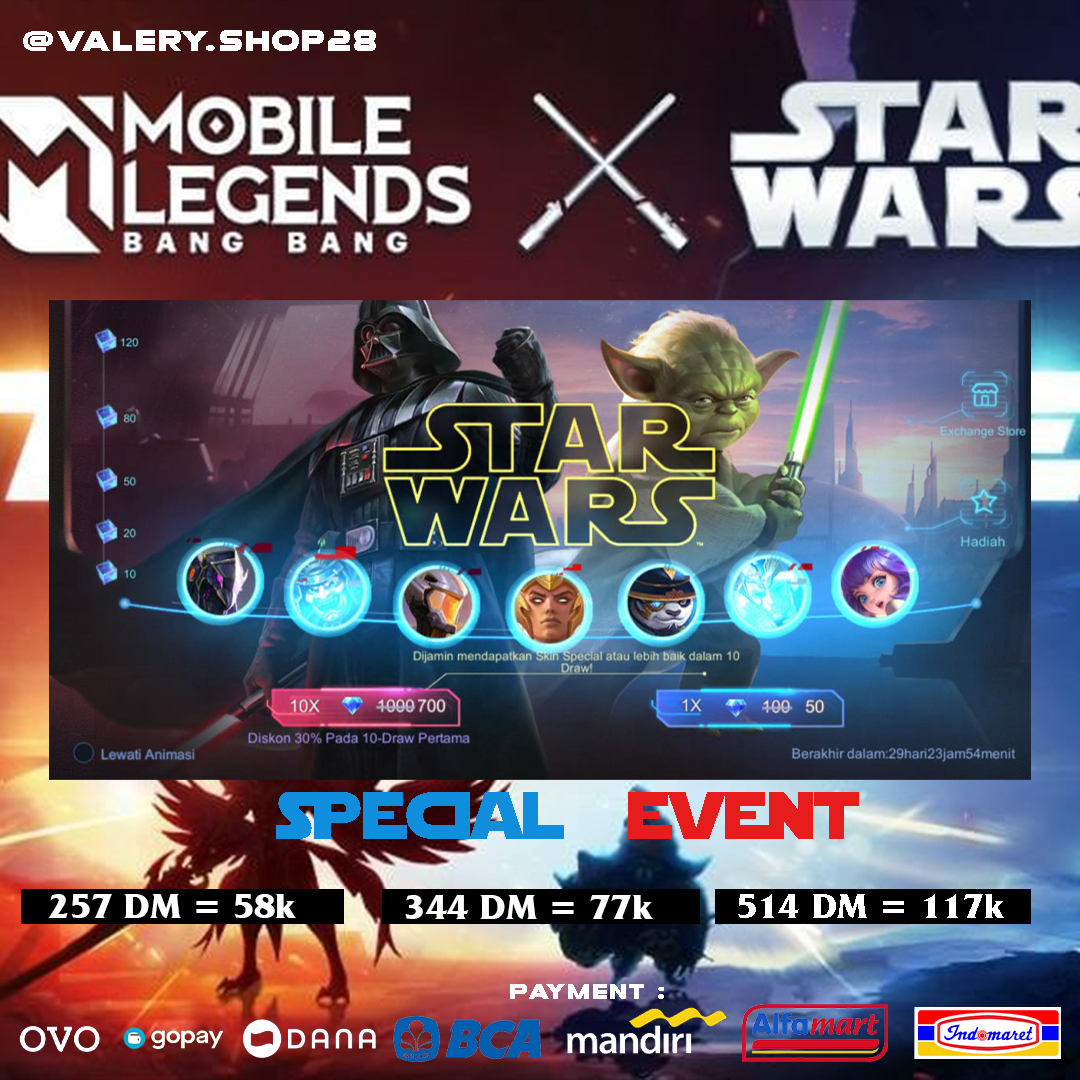 @VALERY.SHOP28
MOBILE
LEGENDS
BANG BANG
STAR
WARS
120
80
50
20
10
STAR
WARS
Exchange Store
Hadiah
Dijamin mendapatkan Skin Special atau lebih baik dalam 10
Draw!
10X 1000 700
1X 100 50
Diskon 30% Pada 10-Draw Pertama
Lewati Animasi
Berakhir dalam:29hari23jam54menit
SPECIAL EVENT
257 DM = 58k
344 DM = 77k
514 DM = 117k
PAYMENT :
OVO
gopay
DANA
BCA
mandiri
Alfamart
Indomaret